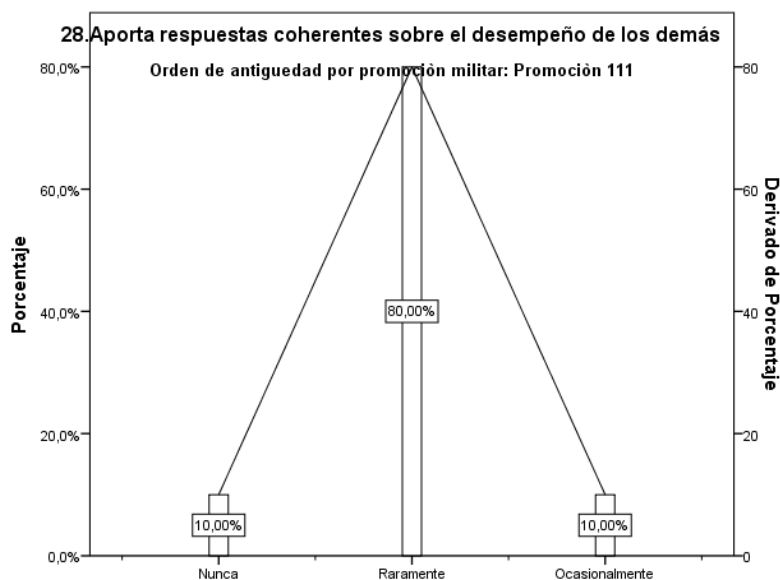 28.Aporta respuestas coherentes sobre el desempeño de los demás
Orden de antiguedad por promoción militar: Promoción 111
80,0%
60,0%
40,0%
20,0%
0,0%
Porcentaje
80
60
40
20
0
Derivado de Porcentaje
10,00%
80,00%
10,00%
Nunca
Raramente
Ocasionalmente